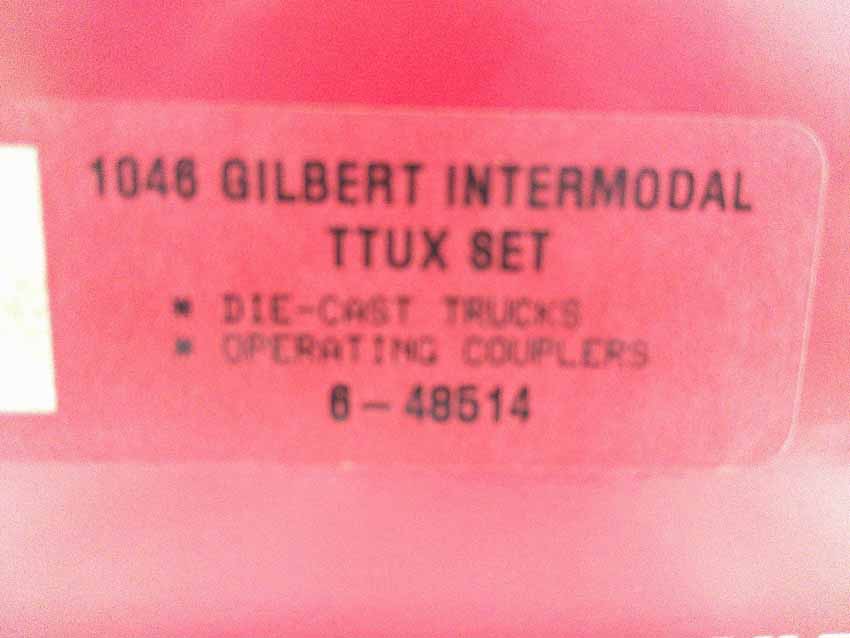 1046 GILBERT INTERMODAL
TTUX SET
▪ DIE-CAST TRUCKS
▪ OPERATING COUPLERS
6-48514